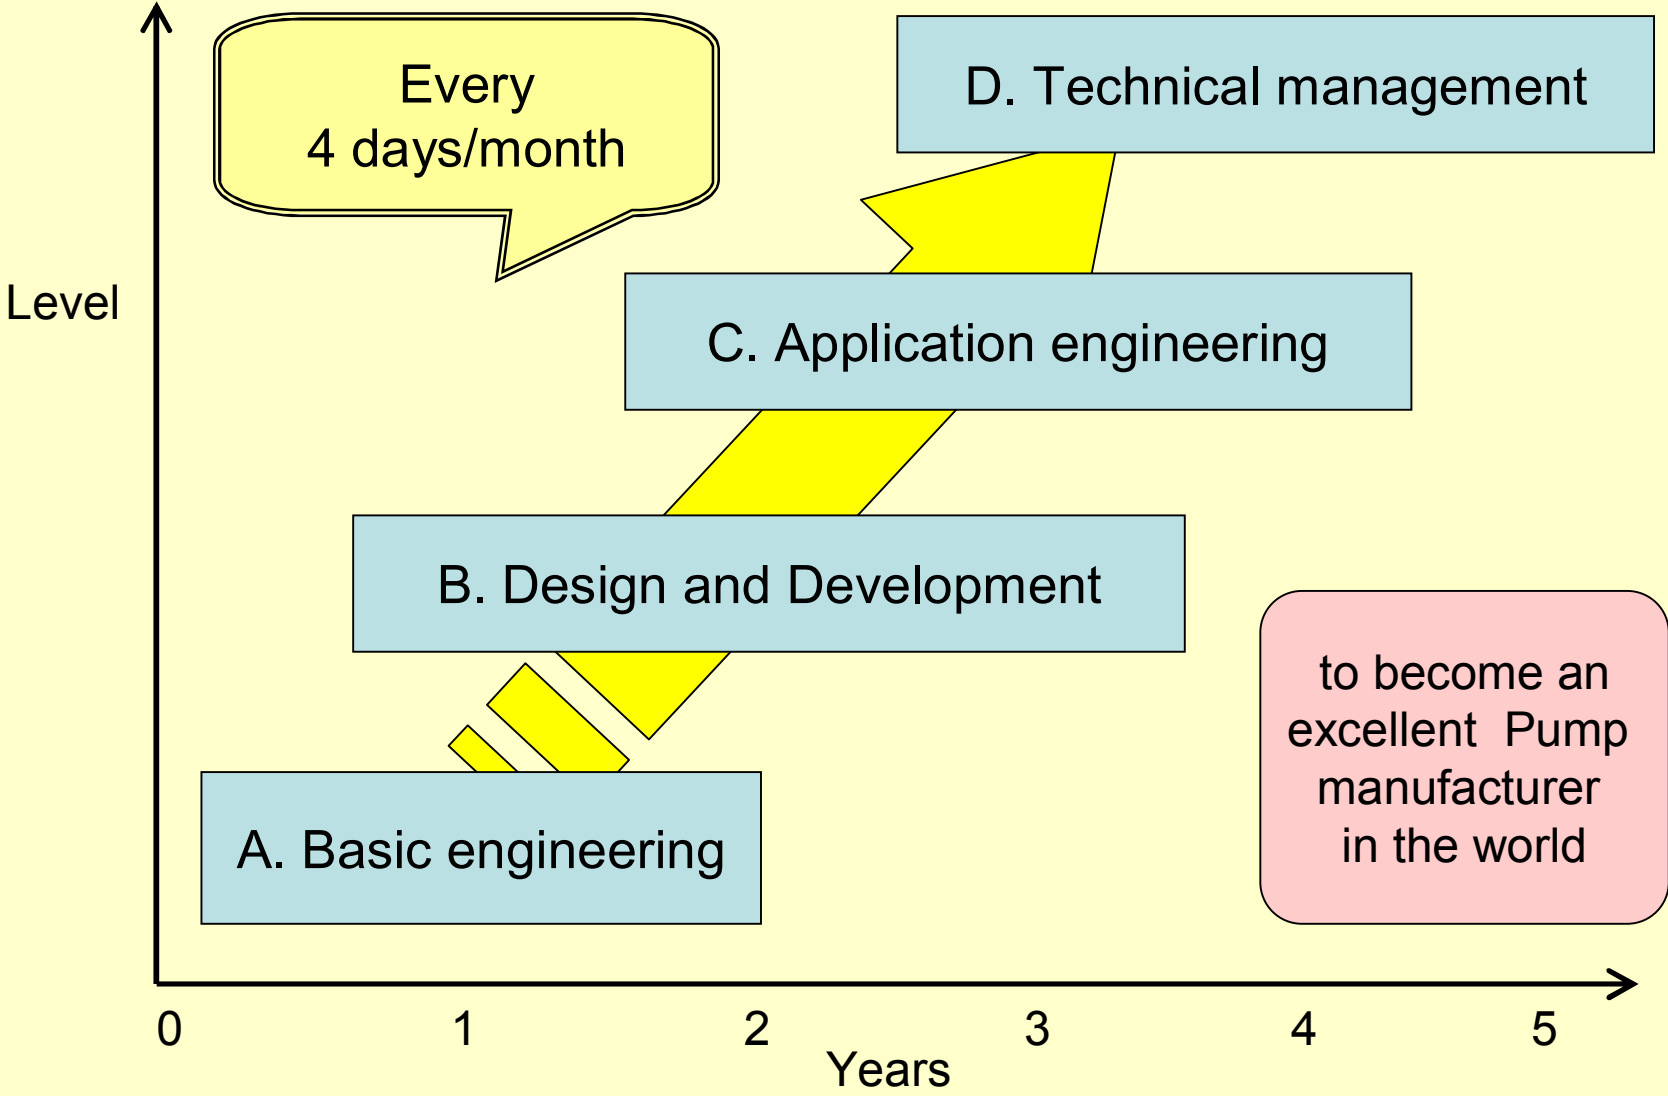 Every
4 days/month
D. Technical management
Level
C. Application engineering
B. Design and Development
to become an
excellent Pump
manufacturer
in the world
A. Basic engineering
0 1 2 3 4 5
Years